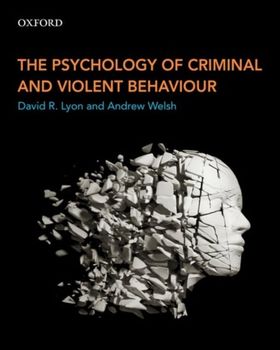 OXFORD
THE PSYCHOLOGY OF CRIMINAL
AND VIOLENT BEHAVIOUR
David R. Lyon and Andrew Welsh